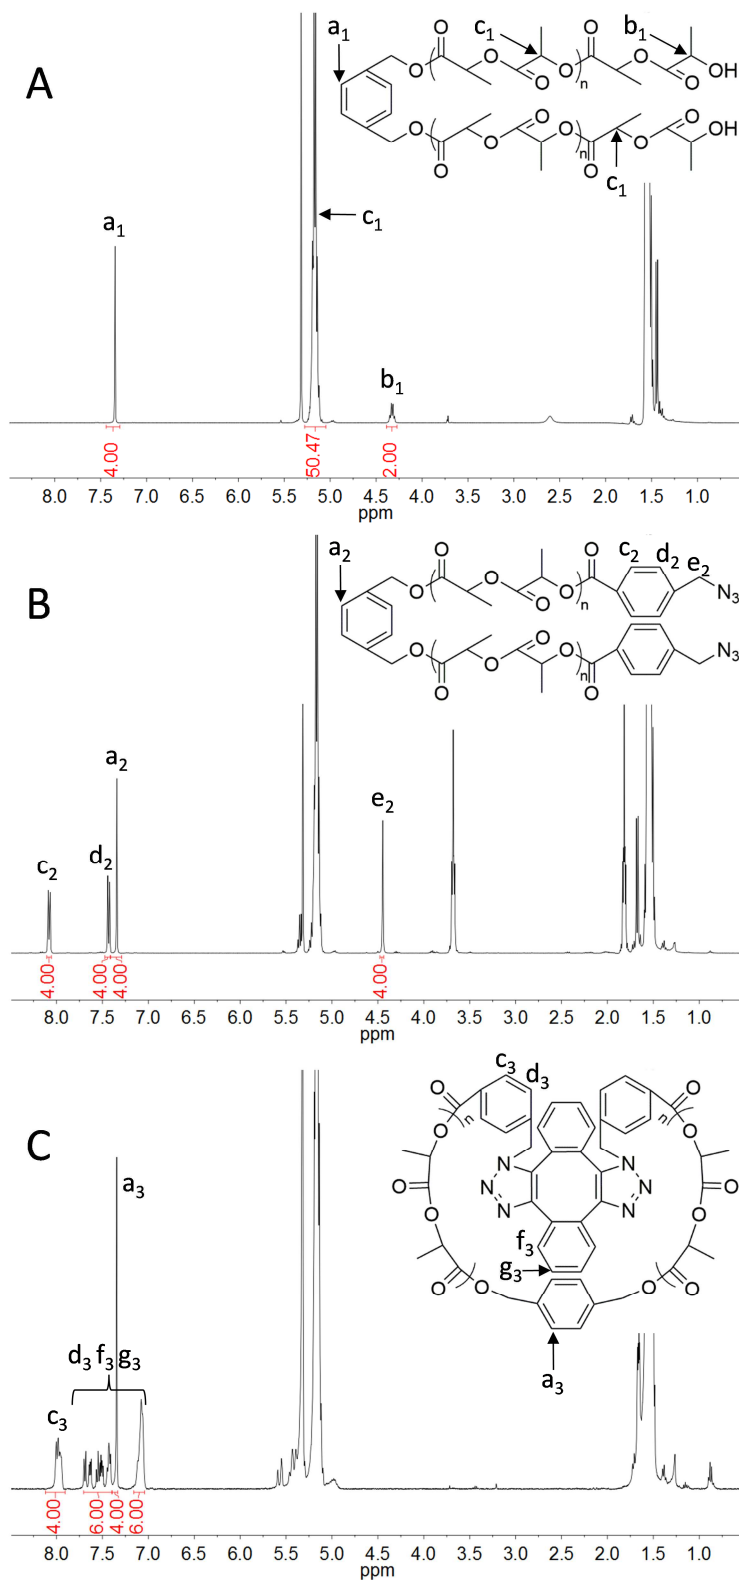 A
a1
c1
b1
O O O O
O O O O OH
n
O O O O
O O O O OH
n
O O O O
c1
a1
c1
b1
4.00
50.47
2.00
8.0 7.5 7.0 6.5 6.0 5.5 5.0 4.5 4.0 3.5 3.0 2.5 2.0 1.5 1.0
ppm
B
a2
c2 d2 e2
O O O
O O O O N3
n
O O
O O O N3
O O O O
n
O O
a2
c2
d2
e2
4.00
4.00
4.00
4.00
8.0 7.5 7.0 6.5 6.0 5.5 5.0 4.5 4.0 3.5 3.0 2.5 2.0 1.5 1.0
ppm
C
c3 d3
O n n O
O O
N N
O N N O
N N
O O
f3
g3
O O O O
a3
a3
d3 f3 g3
c3
4.00
6.00
4.00
6.00
8.0 7.5 7.0 6.5 6.0 5.5 5.0 4.5 4.0 3.5 3.0 2.5 2.0 1.5 1.0
ppm